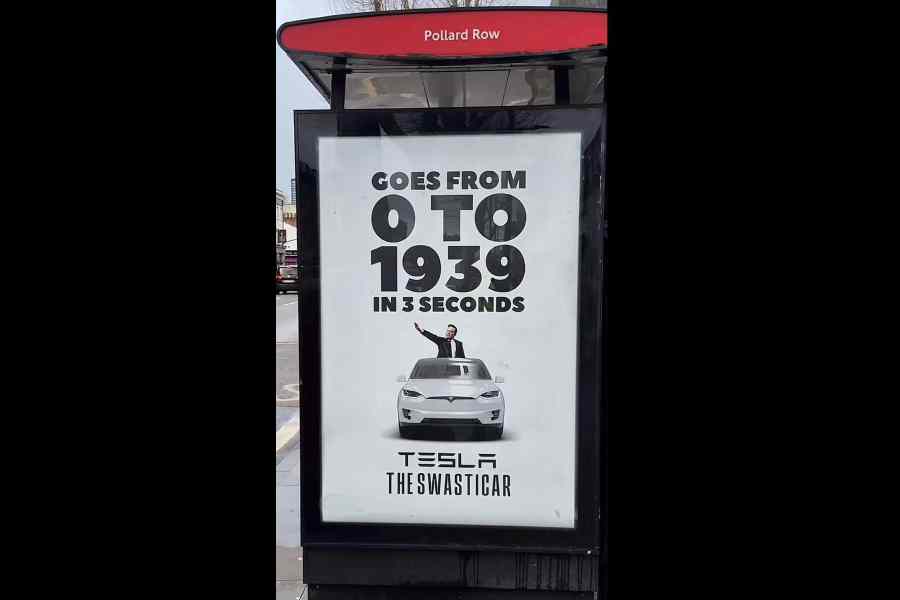 Pollard Row
GOES FROM
0 TO
1939
IN 3 SECONDS
TESLA
THE SWASTICAR